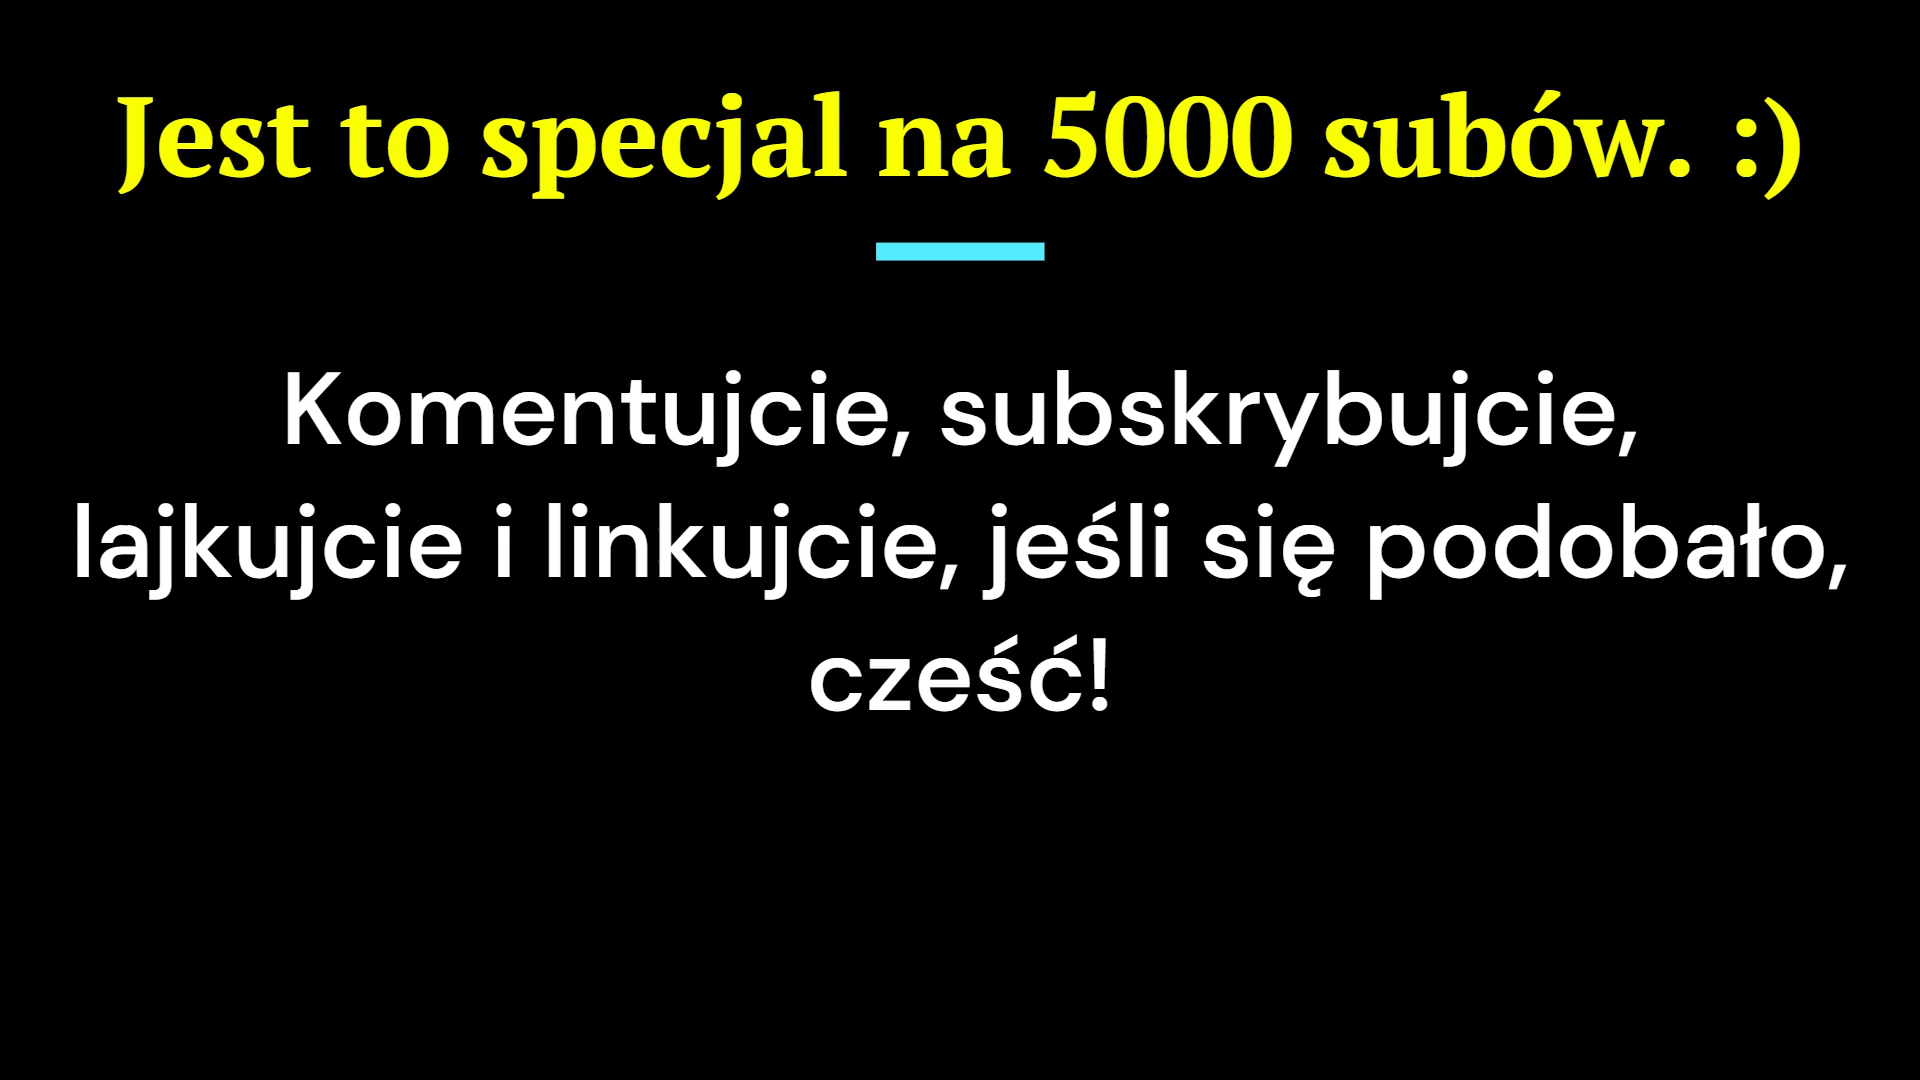 Jest to specjal na 5000 subów. :)
Komentujcie, subskrybujcie,
lajkujcie i linkujcie, jeśli się podobało,
cześć!